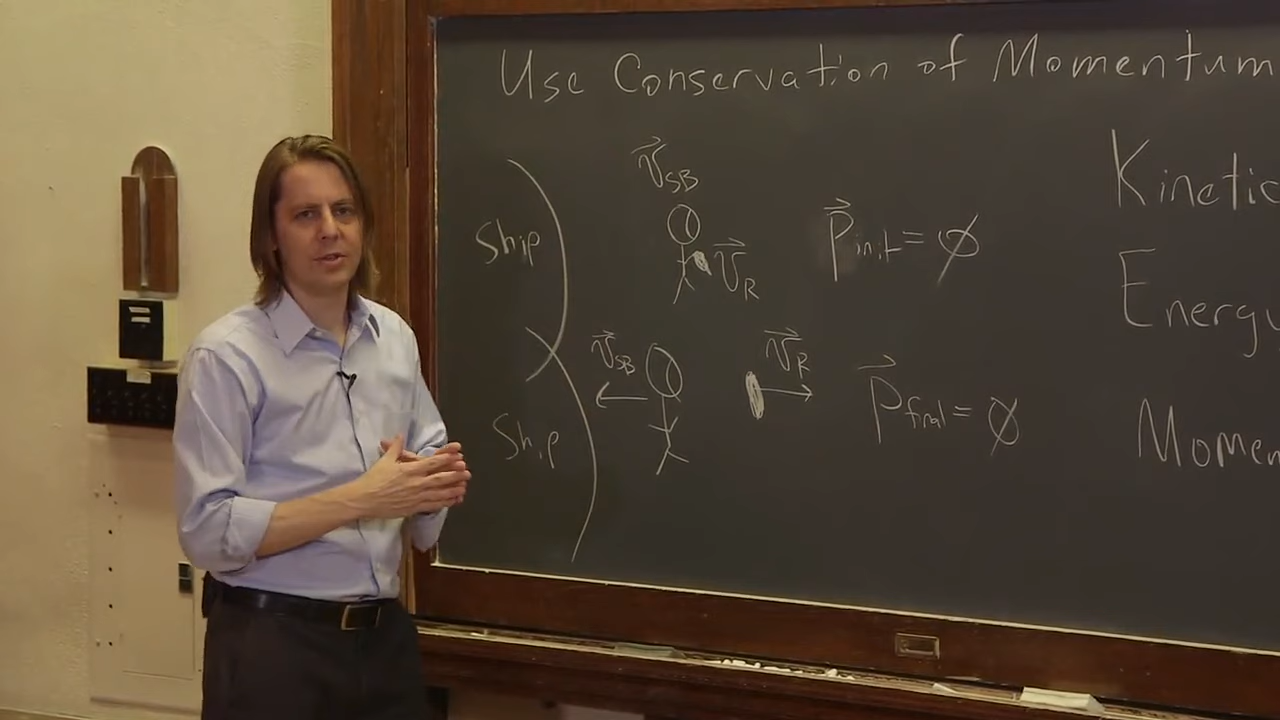 Use Conservation of Momentum
Kinetic
v⃗SB
Ship
v⃗R
P⃗init = ∅
Energy
v⃗SB
v⃗R
P⃗final = ∅
Ship
Momen